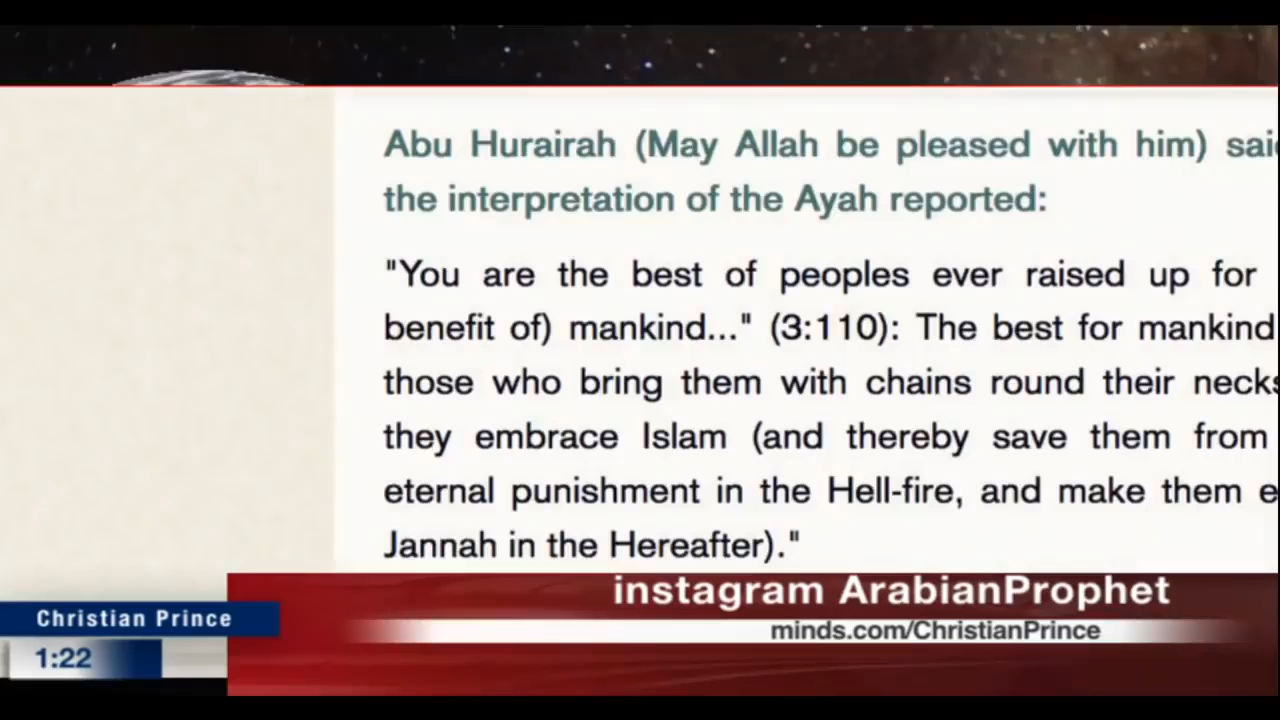 Abu Hurairah (May Allah be pleased with him) said
the interpretation of the Ayah reported:
"You are the best of peoples ever raised up for
benefit of) mankind..." (3:110): The best for mankind
those who bring them with chains round their necks
they embrace Islam (and thereby save them from
eternal punishment in the Hell-fire, and make them
Jannah in the Hereafter)."
instagram ArabianProphet
Christian Prince
minds.com/ChristianPrince
1:22